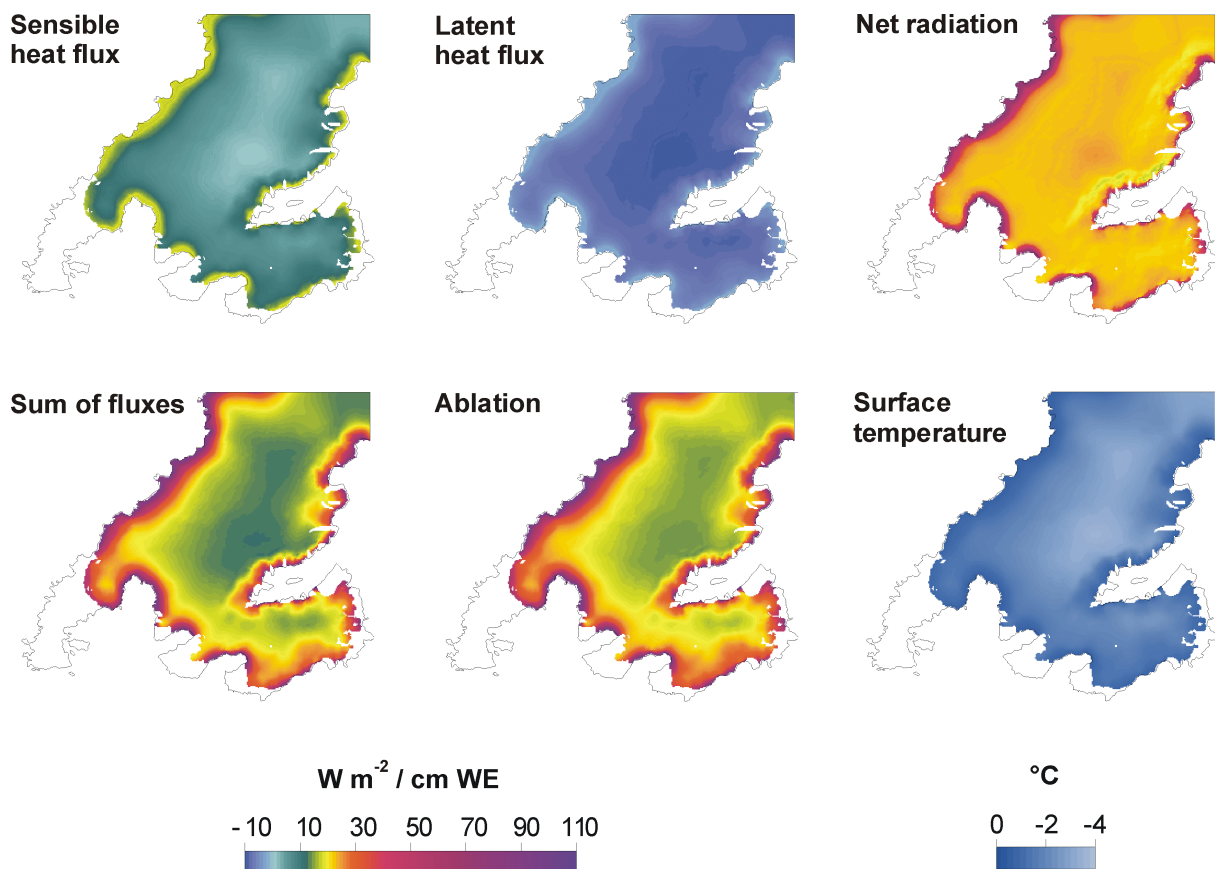 Sensible
heat flux
Latent
heat flux
Net radiation
Sum of fluxes
Ablation
Surface
temperature
W m-2 / cm WE
- 10 10 30 50 70 90 110
°C
0 -2 -4